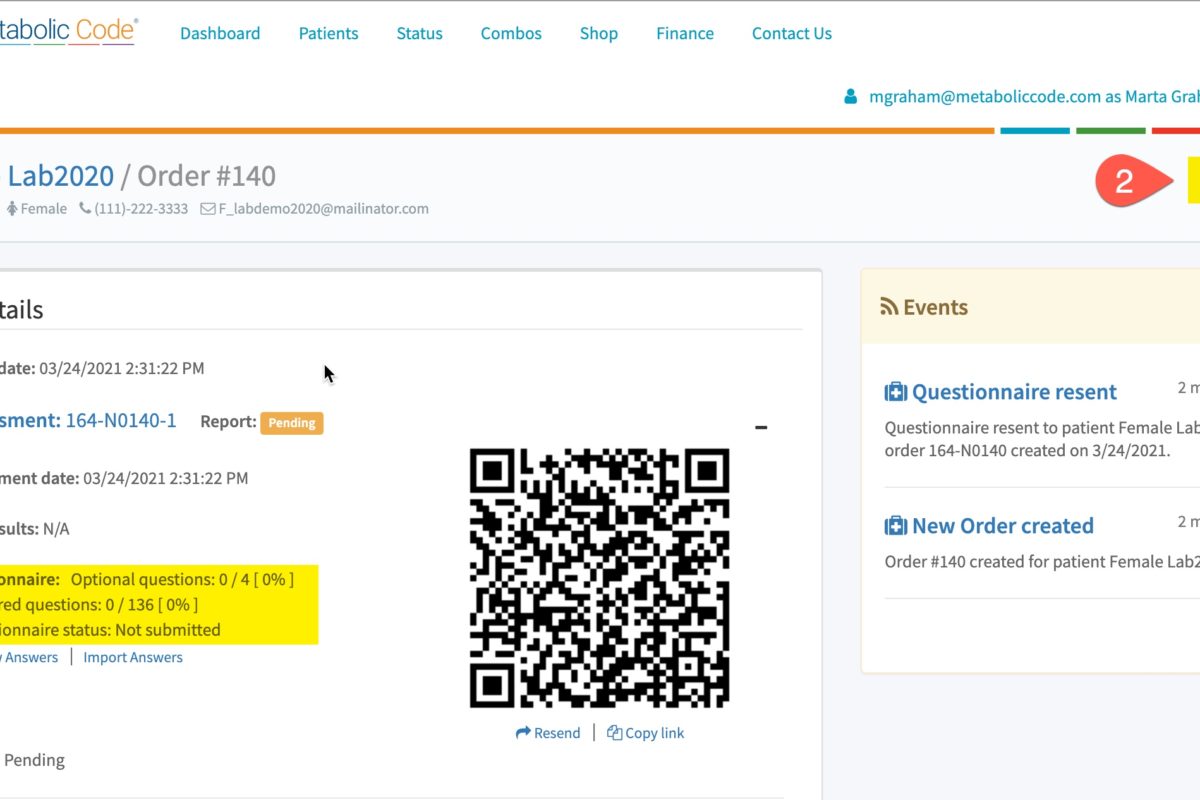 tabolic Code®
Dashboard Patients Status Combos Shop Finance Contact Us
mgraham@metaboliccode.com as Marta Grah
Lab2020 / Order #140
2
Female (111)-222-3333 F_labdemo2020@mailinator.com
tails
Events
date: 03/24/2021 2:31:22 PM
Questionnaire resent 2 m
sment: 164-N0140-1 Report: Pending
Questionnaire resent to patient Female Lab
order 164-N0140 created on 3/24/2021.
ment date: 03/24/2021 2:31:22 PM
sults: N/A
New Order created 2 m
Order #140 created for patient Female Lab2
onnaire: Optional questions: 0 / 4 [ 0% ]
red questions: 0 / 136 [ 0% ]
ionnaire status: Not submitted
Answers | Import Answers
Resend | Copy link
Pending